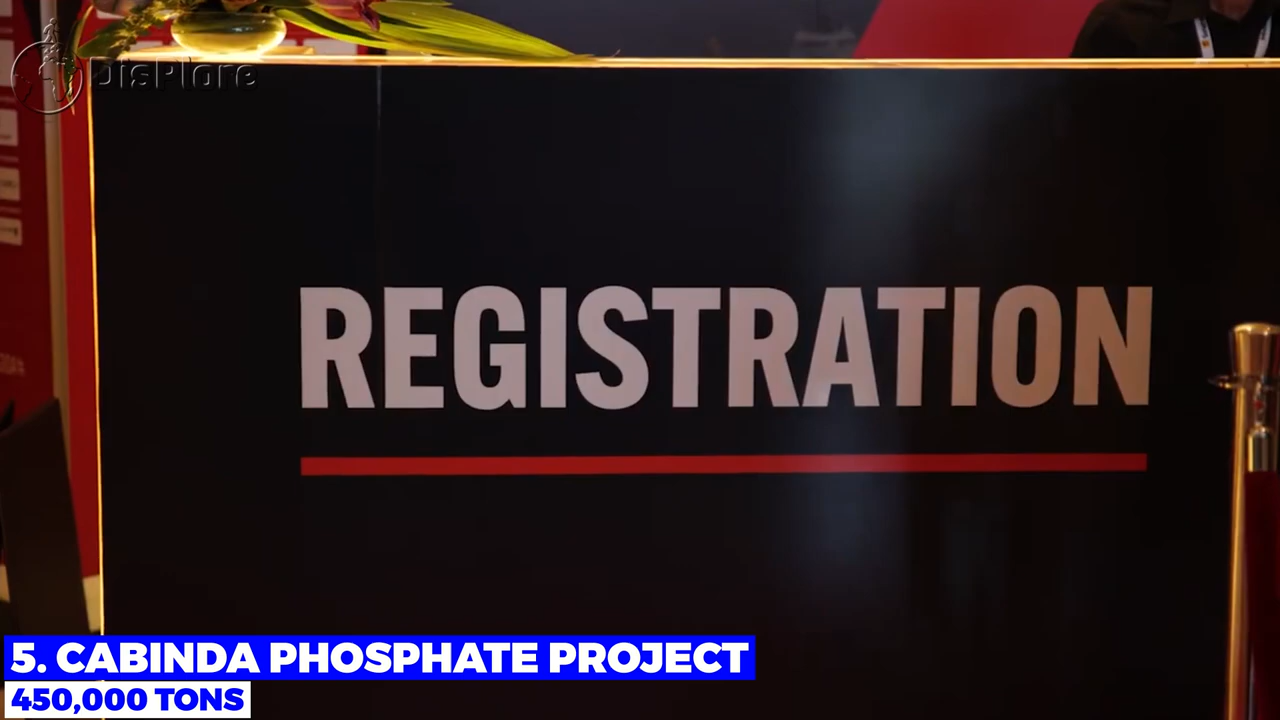 DisPlore
REGISTRATION
5. CABINDA PHOSPHATE PROJECT
450,000 TONS